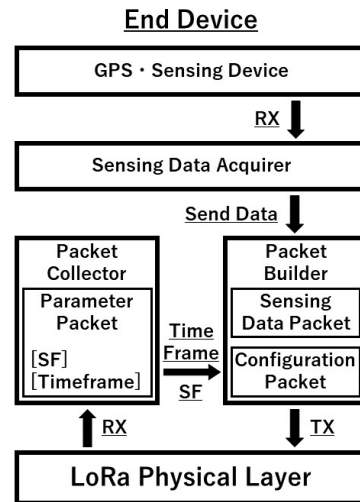 End Device
GPS・Sensing Device
RX
Sensing Data Acquirer
Send Data
Packet
Collector
Parameter
Packet
[SF]
[Timeframe]
Time
Frame
SF
Packet
Builder
Sensing
Data Packet
Configuration
Packet
RX
TX
LoRa Physical Layer